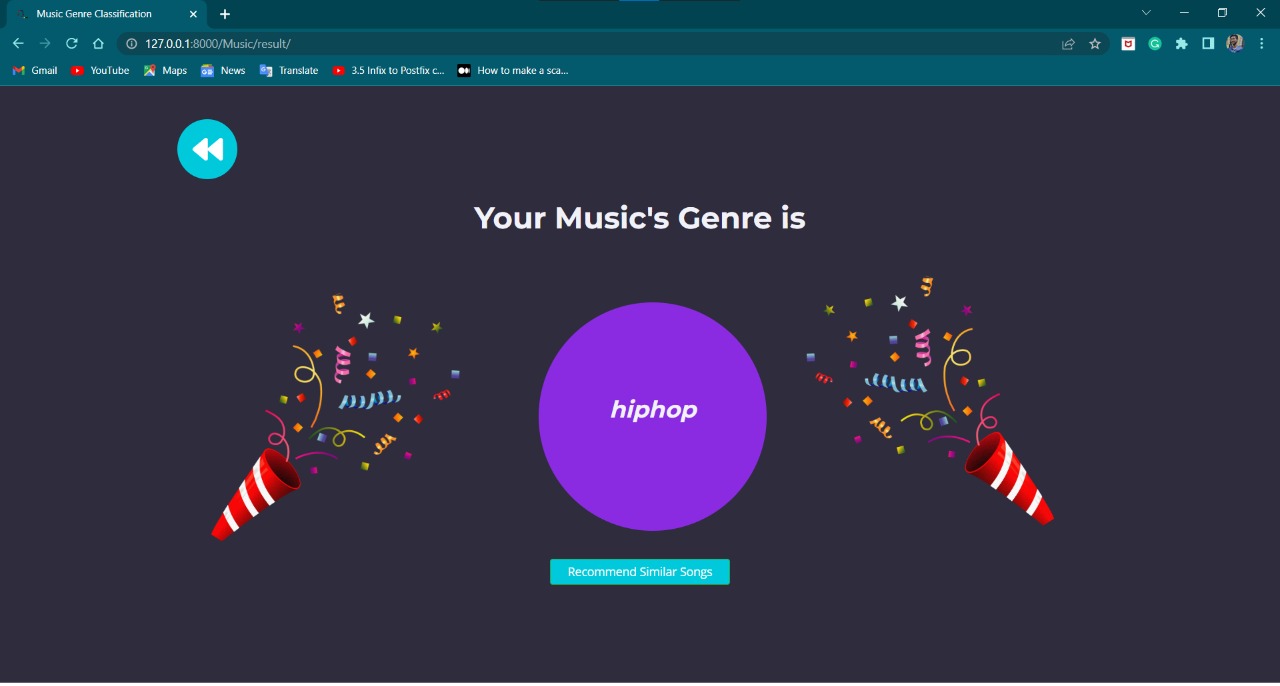 Music Genre Classification
127.0.0.1:8000/Music/result/
Gmail YouTube Maps News Translate 3.5 Infix to Postfix c... How to make a sca...
Your Music's Genre is
hiphop
Recommend Similar Songs